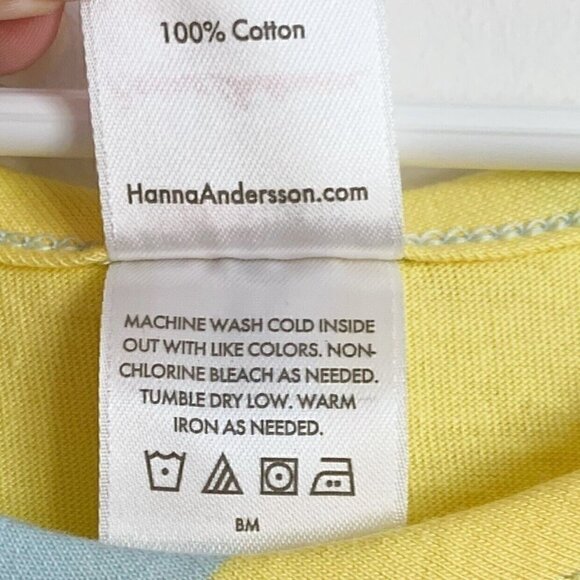 100% Cotton
HannaAndersson.com
MACHINE WASH COLD INSIDE
OUT WITH LIKE COLORS. NON-
CHLORINE BLEACH AS NEEDED.
TUMBLE DRY LOW. WARM
IRON AS NEEDED.
BM